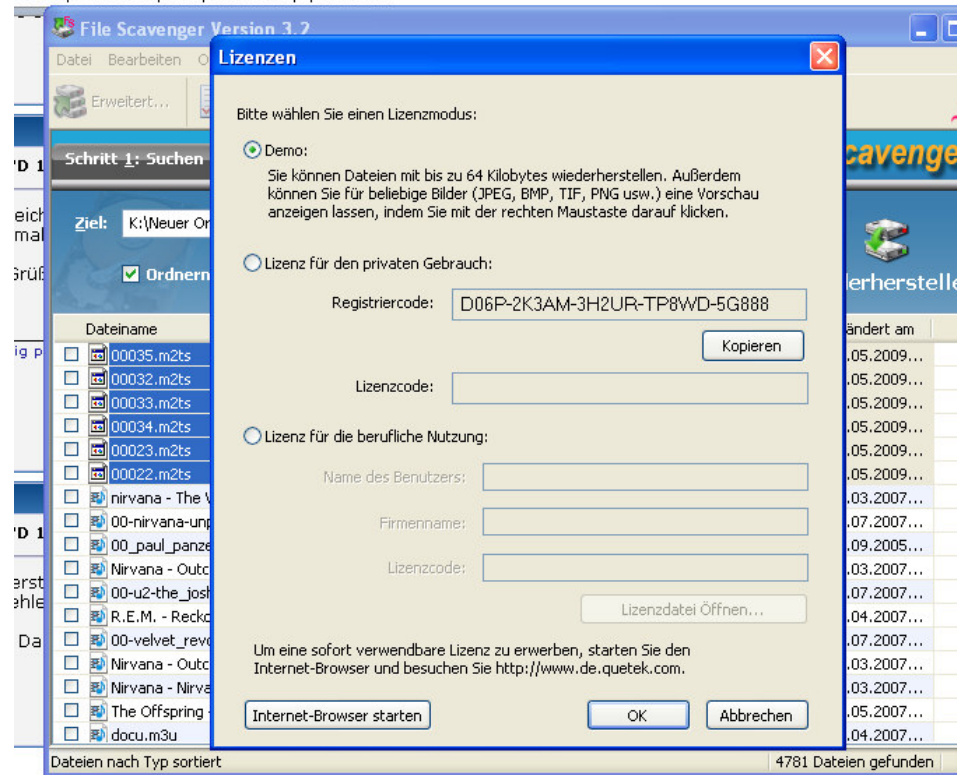 File Scavenger Version 3.2
Datei Bearbeiten O
Erweitert...
Schritt 1: Suchen
Ziel: K:\Neuer Or
Ordnern
Dateiname
00035.m2ts
00032.m2ts
00033.m2ts
00034.m2ts
00023.m2ts
00022.m2ts
nirvana - The
00-nirvana-unp
00_paul_panze
Nirvana - Outc
00-u2-the_josh
R.E.M. - Recko
00-velvet_revo
Nirvana - Outc
Nirvana - Nirva
The Offspring -
docu.m3u
Dateien nach Typ sortiert
Lizenzen
Bitte wählen Sie einen Lizenzmodus:
Demo:
Sie können Dateien mit bis zu 64 Kilobytes wiederherstellen. Außerdem
können Sie für beliebige Bilder (JPEG, BMP, TIF, PNG usw.) eine Vorschau
anzeigen lassen, indem Sie mit der rechten Maustaste darauf klicken.
Lizenz für den privaten Gebrauch:
Registriercode: D06P-2K3AM-3H2UR-TP8WD-5G888
Kopieren
Lizenzcode:
Lizenz für die berufliche Nutzung:
Name des Benutzers:
Firmenname:
Lizenzcode:
Lizenzdatei Öffnen...
Um eine sofort verwendbare Lizenz zu erwerben, starten Sie den
Internet-Browser und besuchen Sie http://www.de.quetek.com.
Internet-Browser starten
OK
Abbrechen
cavenge
erherstelle
ändert am
.05.2009...
.05.2009...
.05.2009...
.05.2009...
.05.2009...
.05.2009...
.03.2007...
.07.2007...
.09.2005...
.03.2007...
.07.2007...
.04.2007...
.07.2007...
.03.2007...
.03.2007...
.05.2007...
.04.2007...
4781 Dateien gefunden